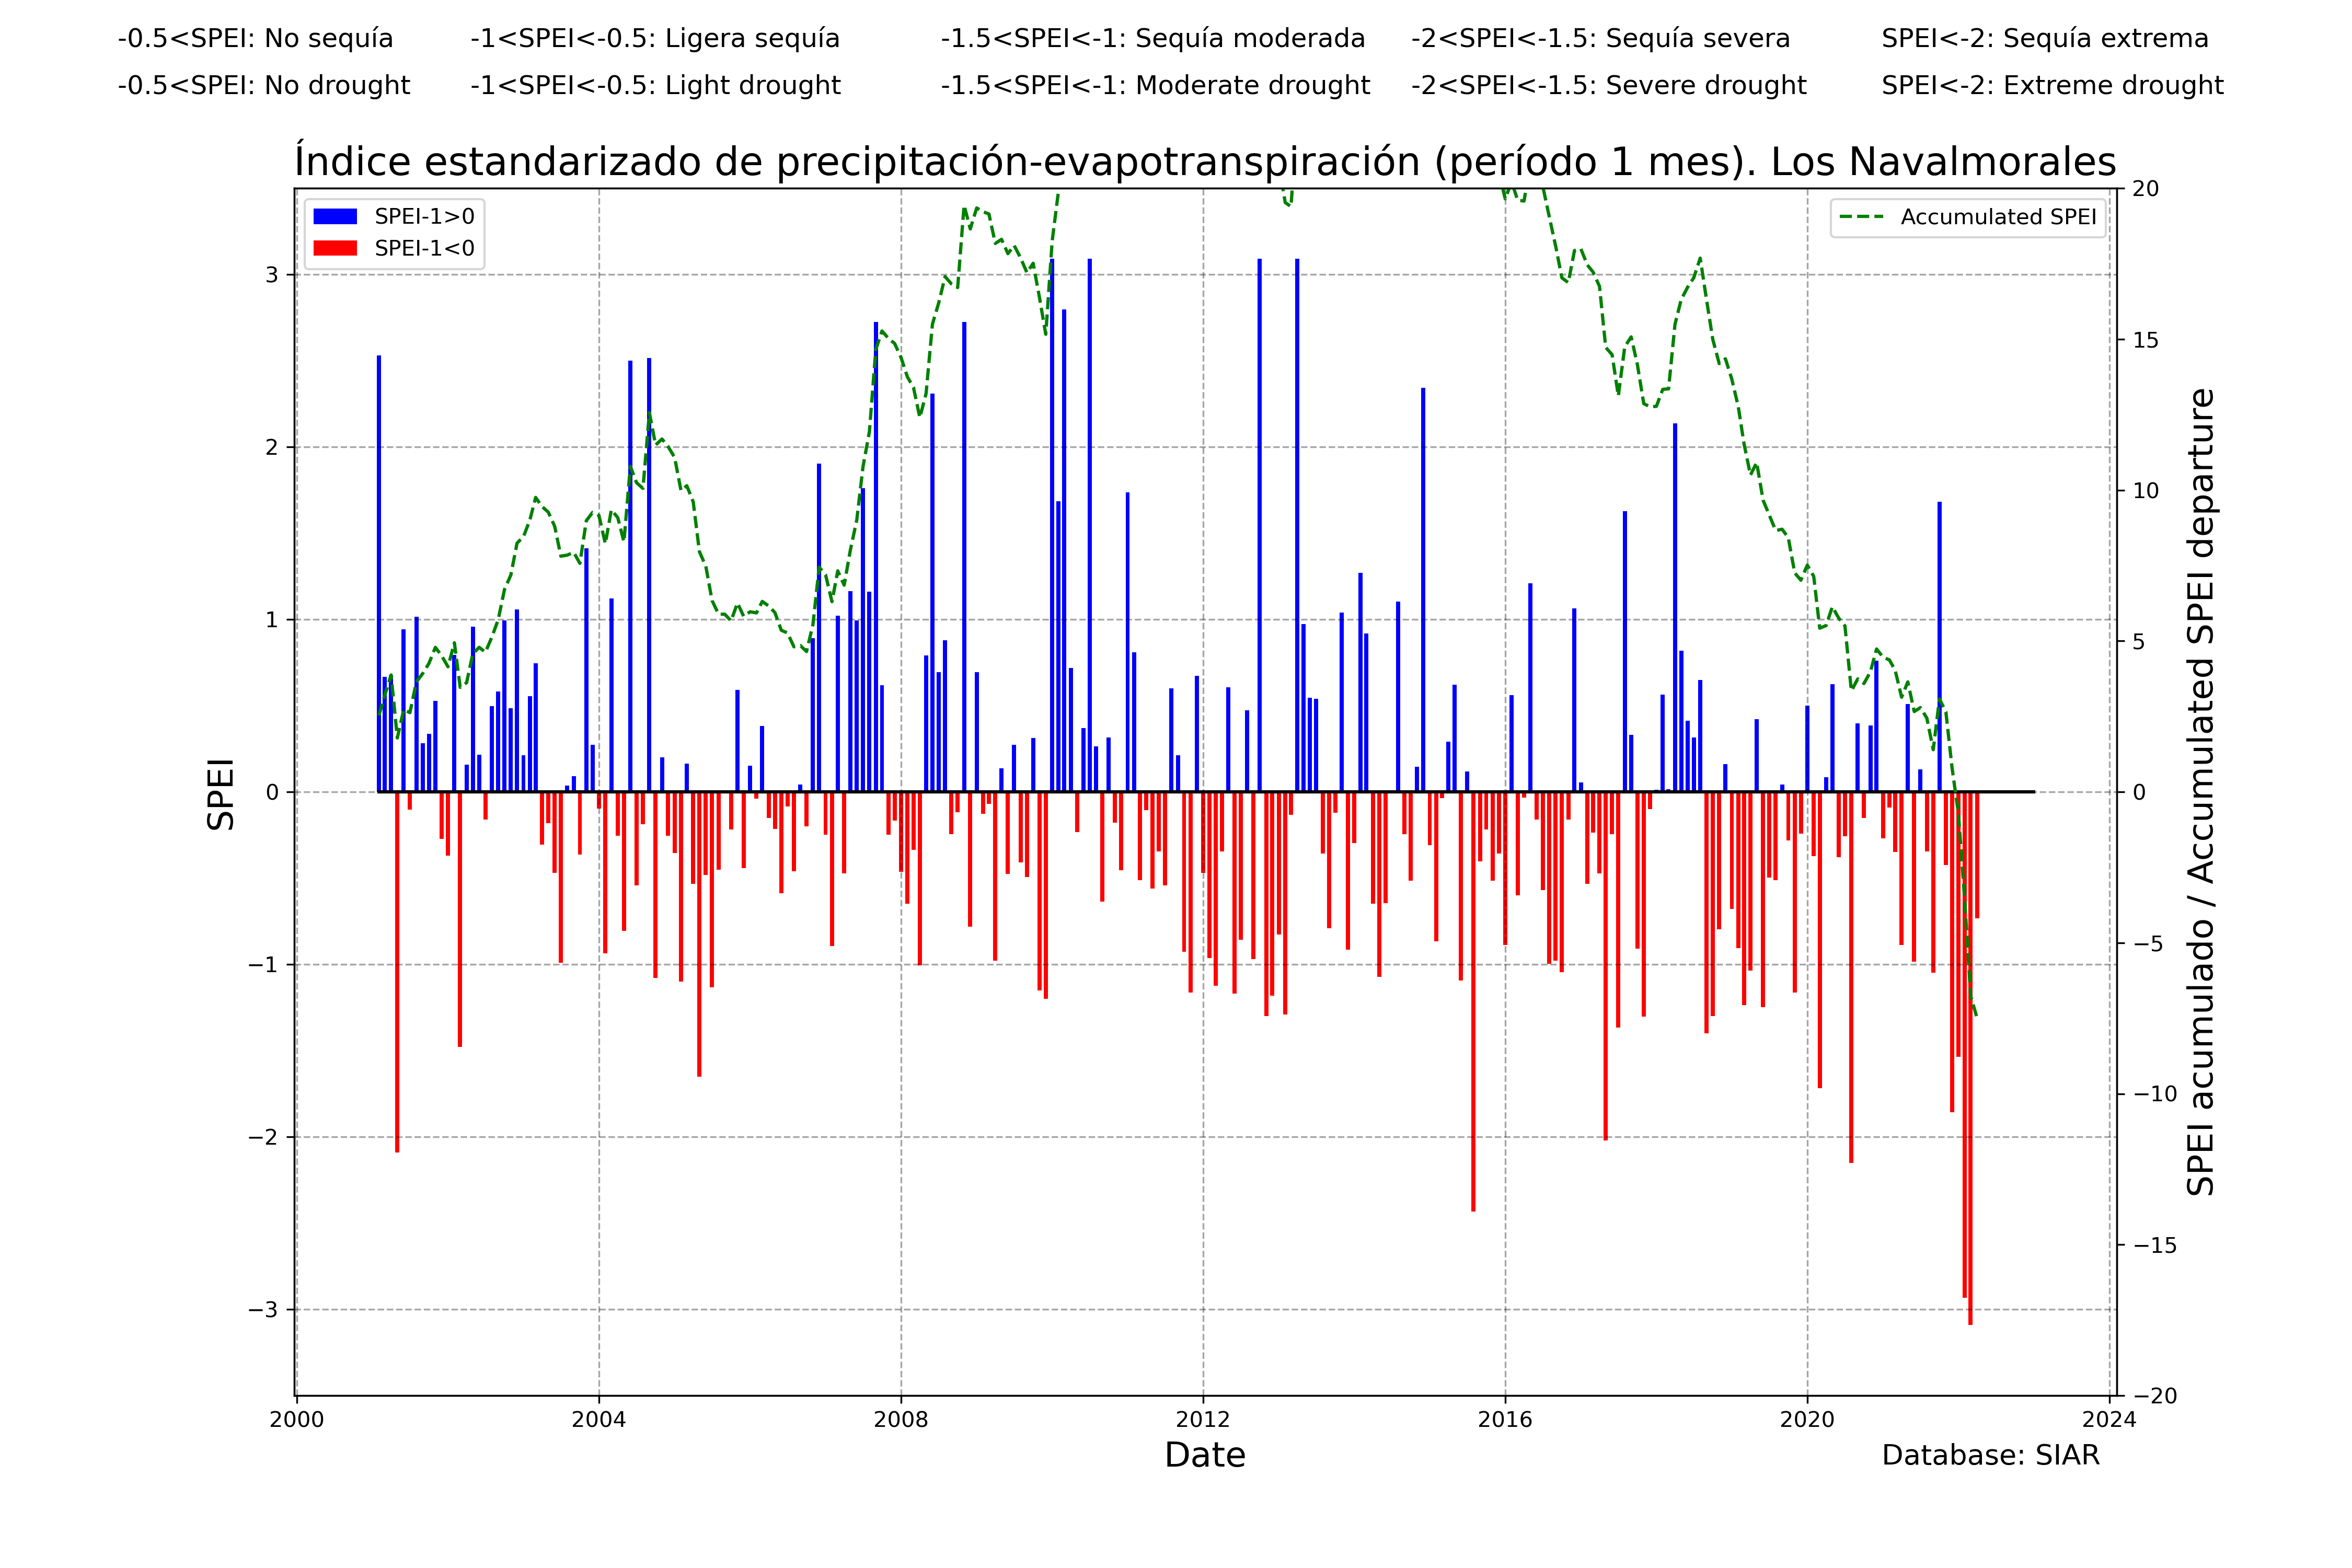 -0.5<SPEI: No sequía
-1<SPEI<-0.5: Ligera sequía
-1.5<SPEI<-1: Sequía moderada
-2<SPEI<-1.5: Sequía severa
SPEI<-2: Sequía extrema
-0.5<SPEI: No drought
-1<SPEI<-0.5: Light drought
-1.5<SPEI<-1: Moderate drought
-2<SPEI<-1.5: Severe drought
SPEI<-2: Extreme drought
Índice estandarizado de precipitación-evapotranspiración (período 1 mes). Los Navalmorales
SPEI-1>0
SPEI-1<0
Accumulated SPEI
SPEI
3
2
1
0
−1
−2
−3
20
15
10
5
0
−5
−10
−15
−20
SPEI acumulado / Accumulated SPEI departure
2000
2004
2008
2012
2016
2020
2024
Date
Database: SIAR